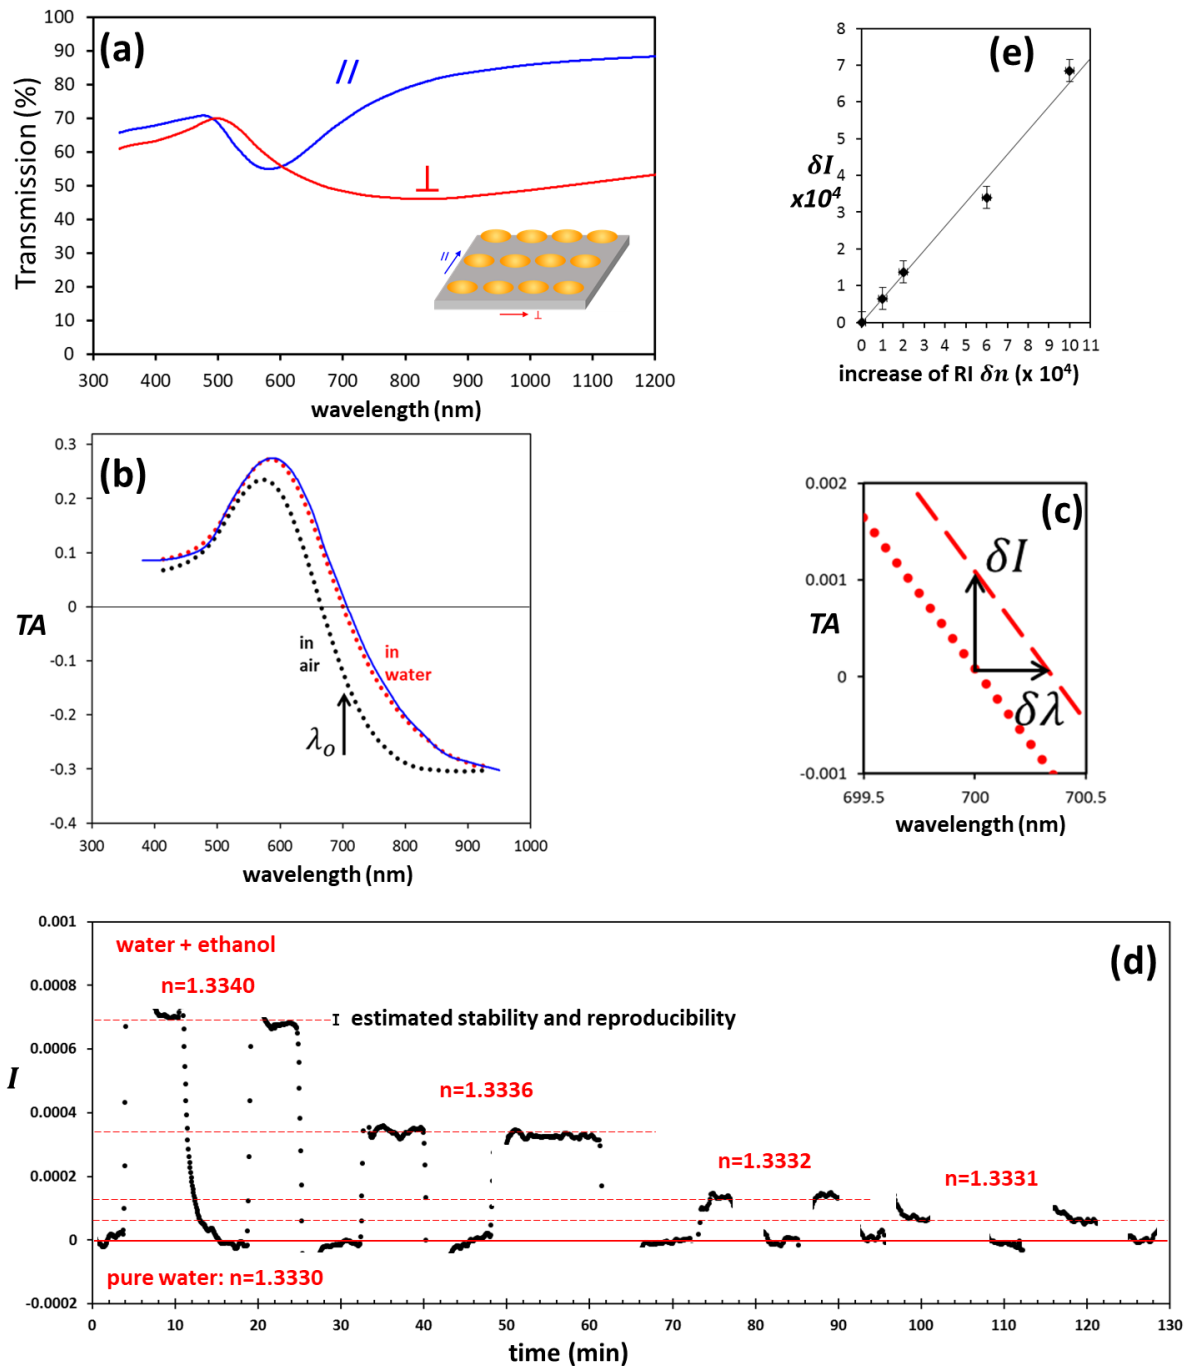 (a)
Transmission (%)
100
90
80
70
60
50
40
30
20
10
0
//
⊥
//
⊥
300 400 500 600 700 800 900 1000 1100 1200
wavelength (nm)
(e)
δI
x10⁴
8
7
6
5
4
3
2
1
0
0 1 2 3 4 5 6 7 8 9 10 11
increase of RI δn (x 10⁴)
(b)
TA
0.3
0.2
0.1
0
-0.1
-0.2
-0.3
-0.4
in
air
in
water
λo
300 400 500 600 700 800 900 1000
wavelength (nm)
(c)
TA
0.002
0.001
0
-0.001
δI
δλ
699.5 700 700.5
wavelength (nm)
(d)
I
0.001
0.0008
0.0006
0.0004
0.0002
0
-0.0002
water + ethanol
n=1.3340
estimated stability and reproducibility
n=1.3336
n=1.3332
n=1.3331
pure water: n=1.3330
0 10 20 30 40 50 60 70 80 90 100 110 120 130
time (min)